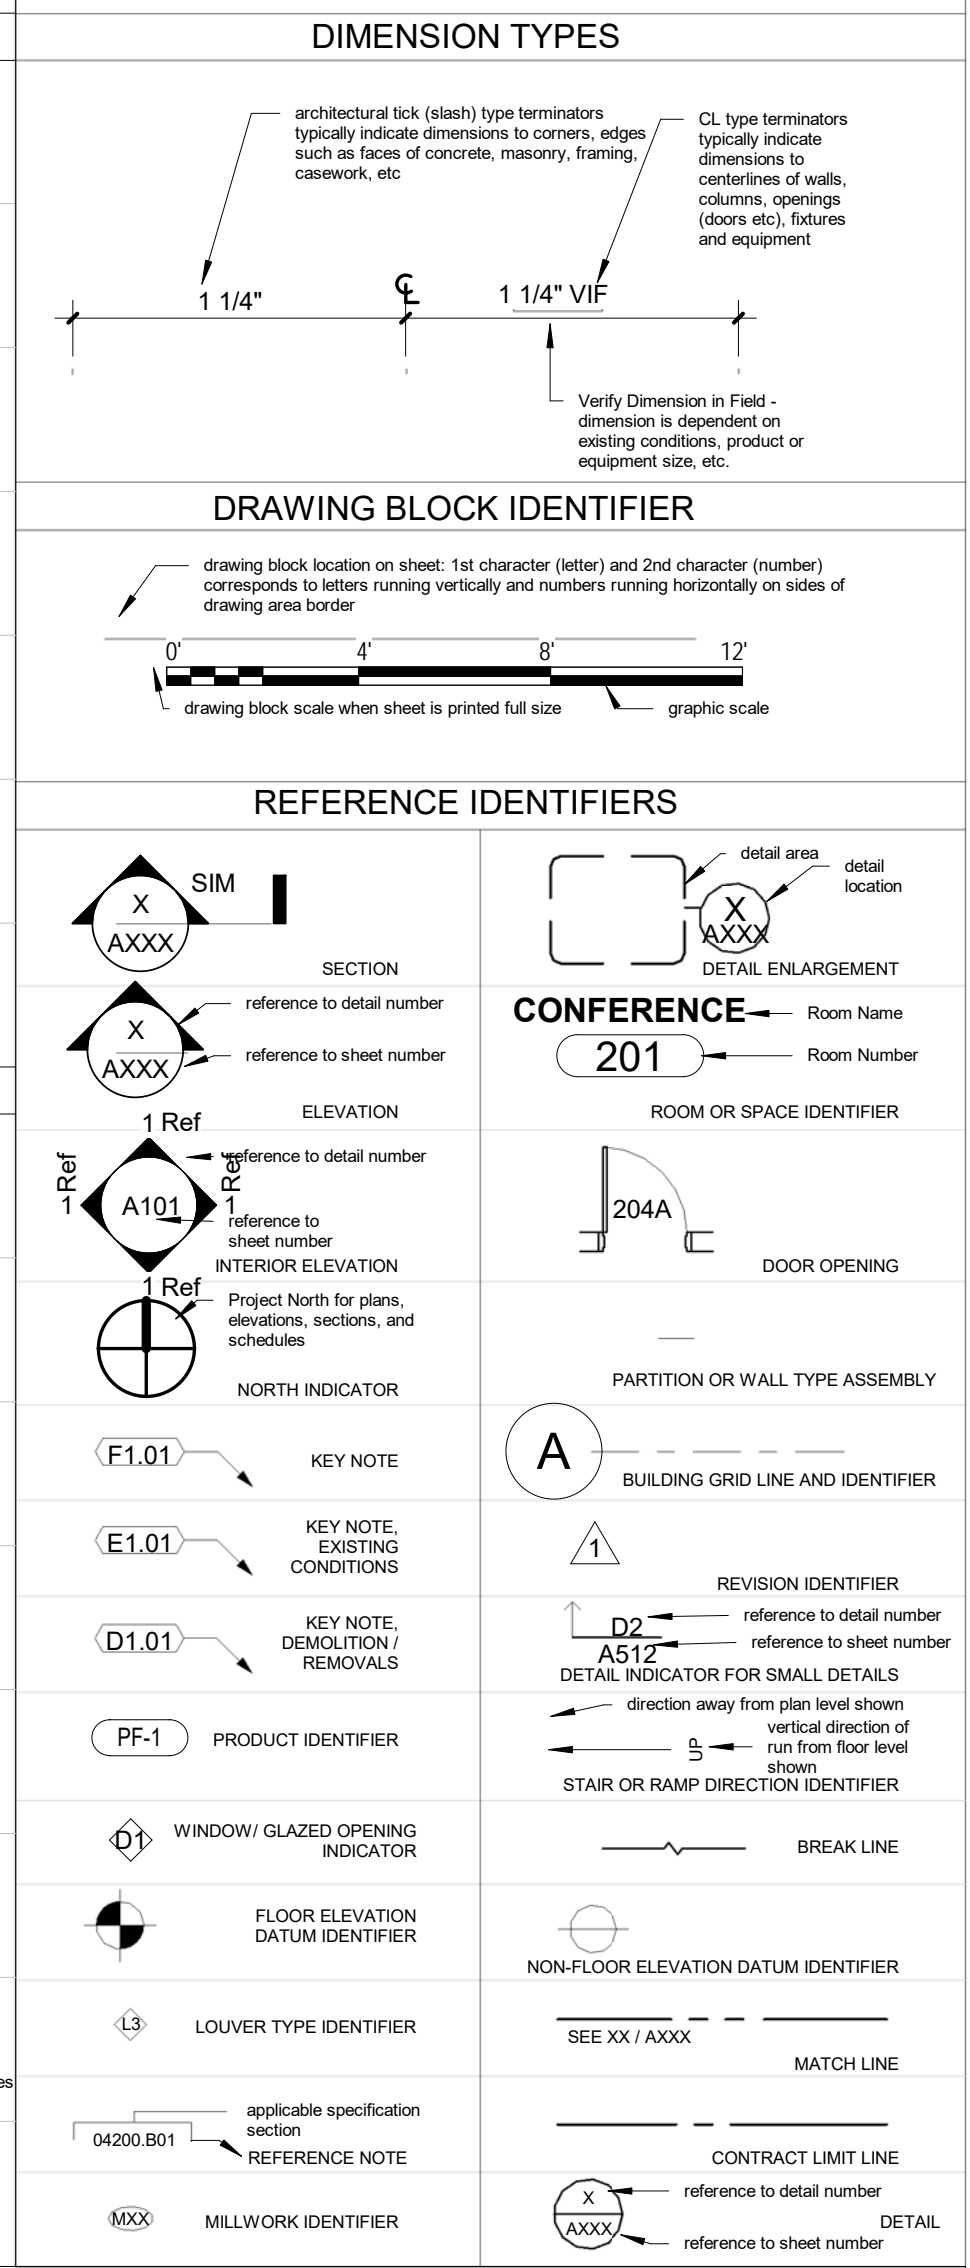 DIMENSION TYPES
architectural tick (slash) type terminators
typically indicate dimensions to corners, edges
such as faces of concrete, masonry, framing,
casework, etc
CL type terminators
typically indicate
dimensions to
centerlines of walls,
columns, openings
(doors etc), fixtures
and equipment
1 1/4"
CL
1 1/4" VIF
Verify Dimension in Field -
dimension is dependent on
existing conditions, product or
equipment size, etc.
DRAWING BLOCK IDENTIFIER
drawing block location on sheet: 1st character (letter) and 2nd character (number)
corresponds to letters running vertically and numbers running horizontally on sides of
drawing area border
0' 4' 8' 12'
drawing block scale when sheet is printed full size
graphic scale
REFERENCE IDENTIFIERS
X
AXXX
SIM
SECTION
detail area
detail
location
X
AXXX
DETAIL ENLARGEMENT
X
AXXX
reference to detail number
reference to sheet number
ELEVATION
CONFERENCE
Room Name
201
Room Number
ROOM OR SPACE IDENTIFIER
1 Ref
1 Ref
A101
1 Ref
1 Ref
reference to detail number
reference to
sheet number
INTERIOR ELEVATION
204A
DOOR OPENING
Project North for plans,
elevations, sections, and
schedules
NORTH INDICATOR
PARTITION OR WALL TYPE ASSEMBLY
F1.01
KEY NOTE
A
BUILDING GRID LINE AND IDENTIFIER
E1.01
KEY NOTE,
EXISTING
CONDITIONS
1
REVISION IDENTIFIER
D1.01
KEY NOTE,
DEMOLITION /
REMOVALS
D2
A512
reference to detail number
reference to sheet number
DETAIL INDICATOR FOR SMALL DETAILS
PF-1
PRODUCT IDENTIFIER
direction away from plan level shown
UP
vertical direction of
run from floor level
shown
STAIR OR RAMP DIRECTION IDENTIFIER
D1
WINDOW/ GLAZED OPENING
INDICATOR
BREAK LINE
FLOOR ELEVATION
DATUM IDENTIFIER
NON-FLOOR ELEVATION DATUM IDENTIFIER
L3
LOUVER TYPE IDENTIFIER
SEE XX / AXXX
MATCH LINE
es
04200.B01
applicable specification
section
REFERENCE NOTE
CONTRACT LIMIT LINE
MXX
MILLWORK IDENTIFIER
X
AXXX
reference to detail number
DETAIL
reference to sheet number